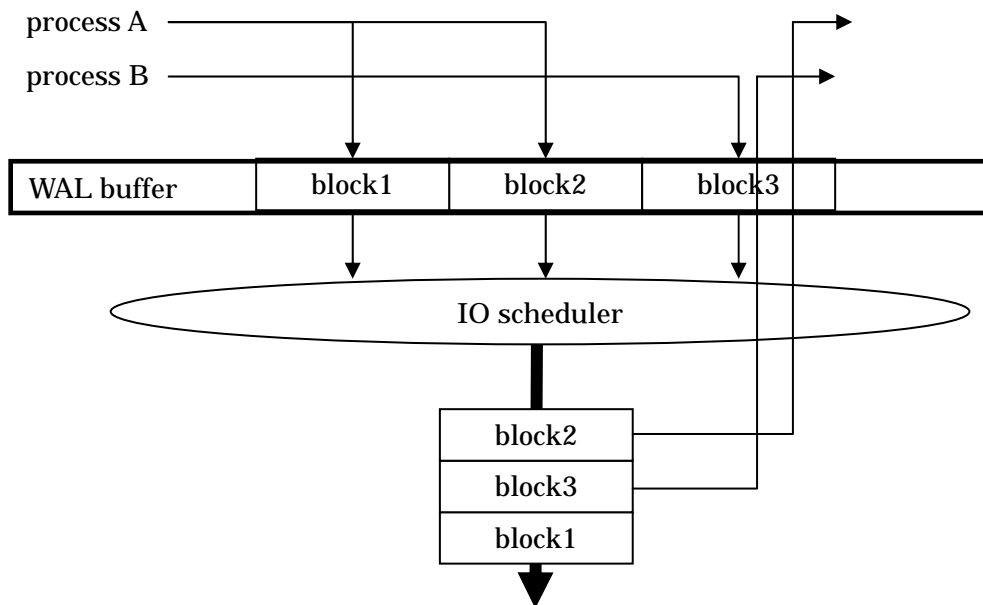 process A
process B
WAL buffer block1 block2 block3
IO scheduler
block2
block3
block1